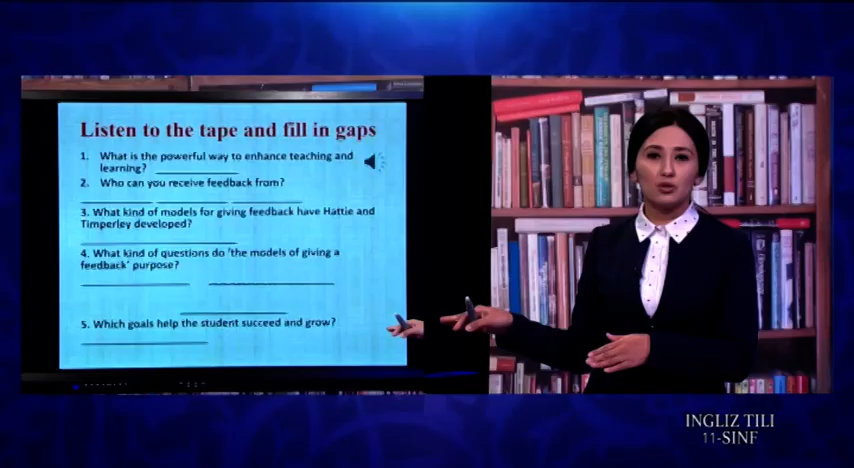 Listen to the tape and fill in gaps
1. What is the powerful way to enhance teaching and
learning?
2. Who can you receive feedback from?
3. What kind of models for giving feedback have Hattie and
Timperley developed?
4. What kind of questions do 'the models of giving a
feedback' purpose?
5. Which goals help the student succeed and grow?
INGLIZ TILI
11-SINF